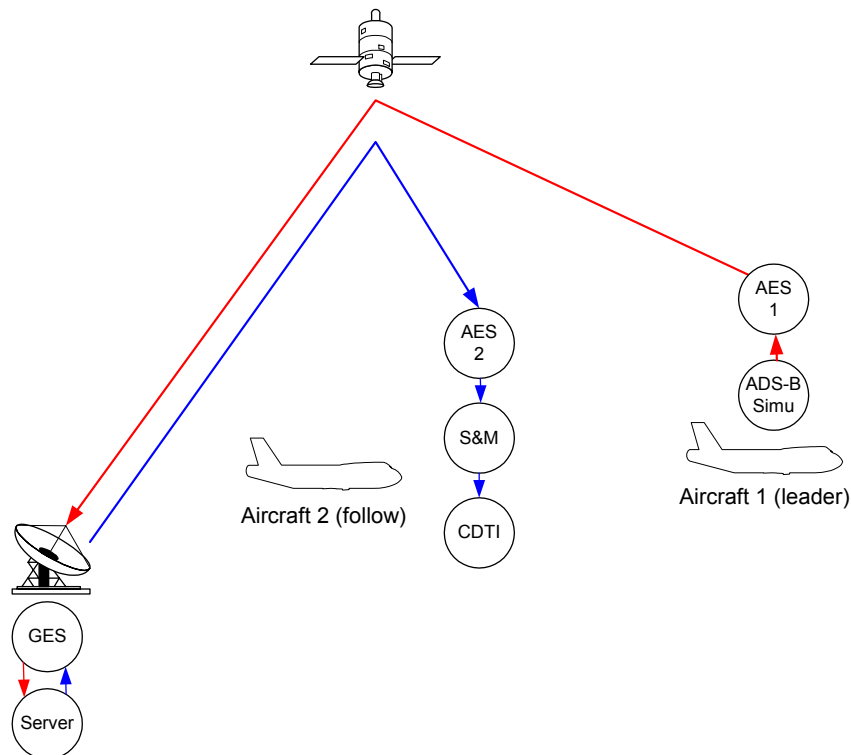 AES
1
AES
2
ADS-B
Simu
S&M
Aircraft 1 (leader)
Aircraft 2 (follow)
CDTI
GES
Server